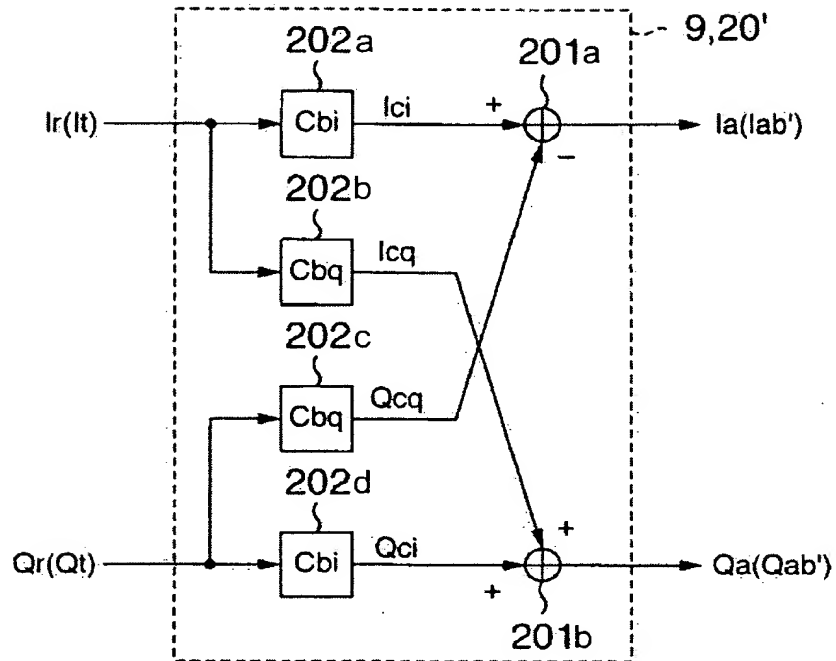 202a
201a
9,20'
Ir(It)
Cbi
Ici
+
Ia(Iab')
−
202b
Cbq
Icq
202c
Cbq
Qcq
202d
+
Qr(Qt)
Cbi
Qci
+
Qa(Qab')
201b